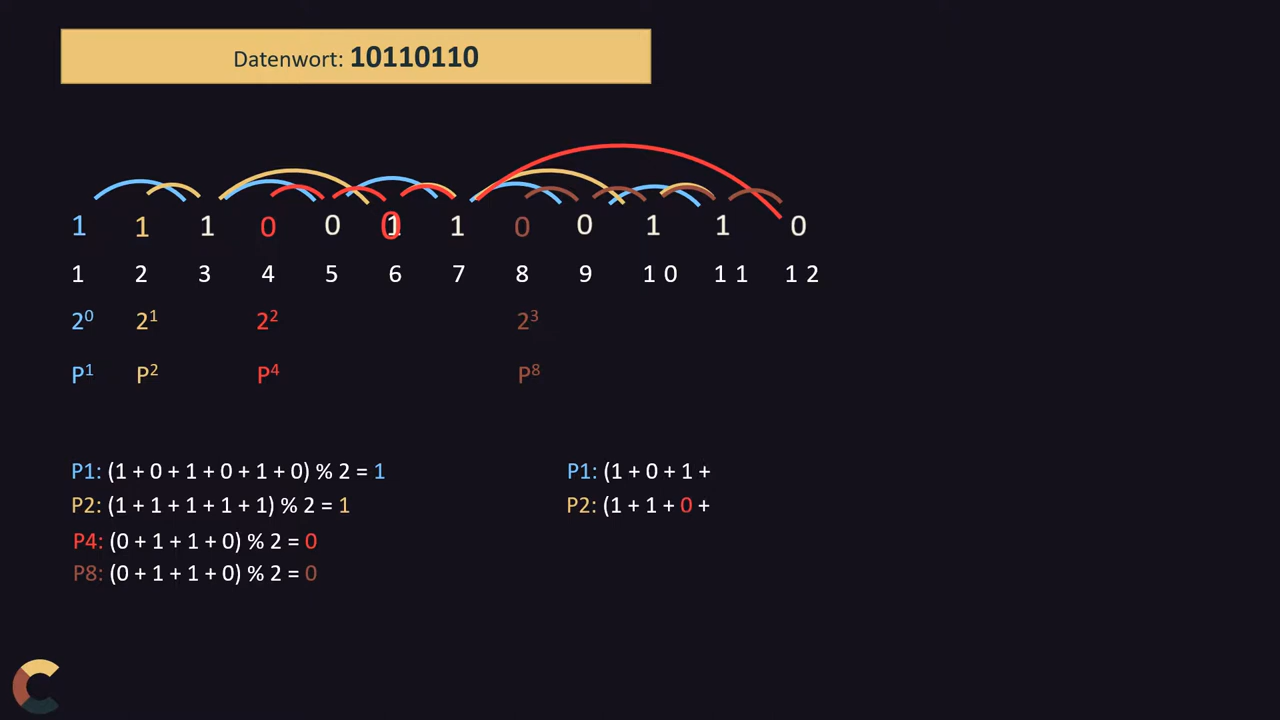 Datenwort: 10110110
1 1 1 0 0 0 1 0 0 1 1 0
1 2 3 4 5 6 7 8 9 10 11 12
2⁰ 2¹ 2² 2³
P¹ P² P⁴ P⁸
P1: (1 + 0 + 1 + 0 + 1 + 0) % 2 = 1
P2: (1 + 1 + 1 + 1 + 1) % 2 = 1
P4: (0 + 1 + 1 + 0) % 2 = 0
P8: (0 + 1 + 1 + 0) % 2 = 0
P1: (1 + 0 + 1 +
P2: (1 + 1 + 0 +